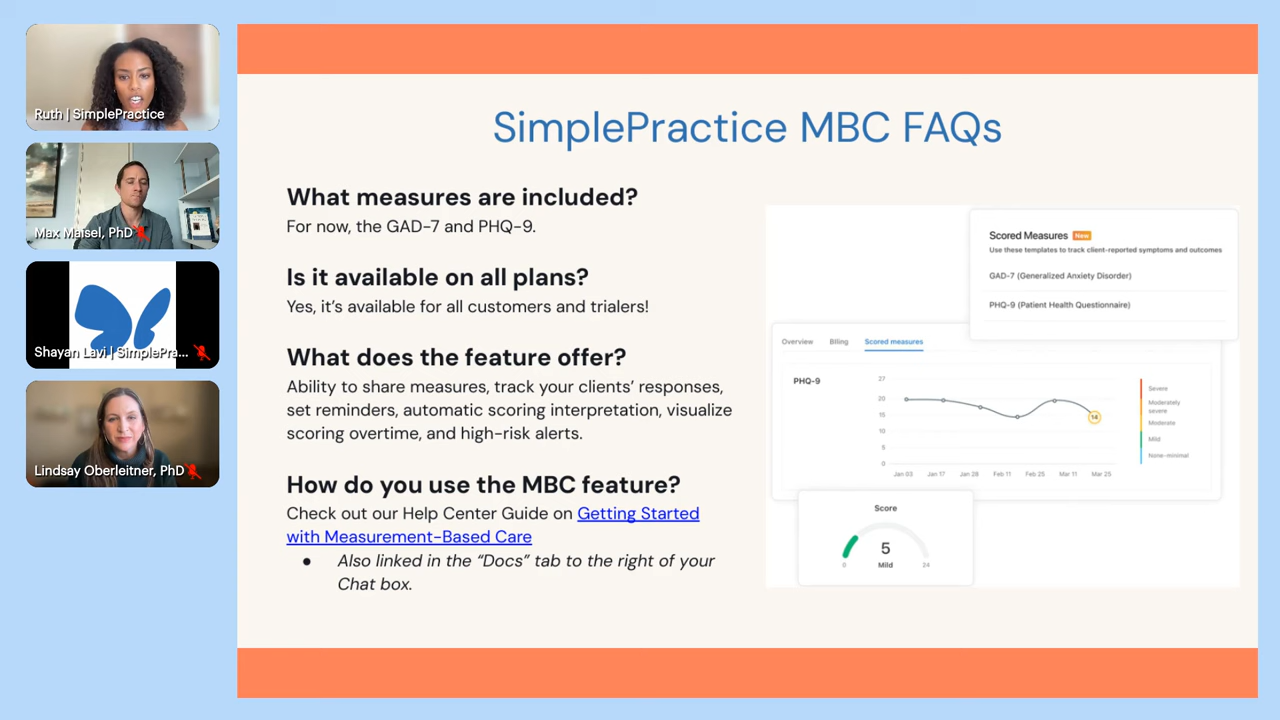 Ruth | SimplePractice
Max Maisel, PhD
Shayan Lavi | SimplePra...
Lindsay Oberleitner, PhD
SimplePractice MBC FAQs
What measures are included?
For now, the GAD-7 and PHQ-9.
Is it available on all plans?
Yes, it's available for all customers and trialers!
What does the feature offer?
Ability to share measures, track your clients' responses,
set reminders, automatic scoring interpretation, visualize
scoring overtime, and high-risk alerts.
How do you use the MBC feature?
Check out our Help Center Guide on Getting Started
with Measurement-Based Care
● Also linked in the “Docs” tab to the right of your
Chat box.
Scored Measures New
Use these templates to track client-reported symptoms and outcomes
GAD-7 (Generalized Anxiety Disorder)
PHQ-9 (Patient Health Questionnaire)
Overview Billing Scored measures
PHQ-9
27
20
15
10
5
0
14
Jan 03 Jan 17 Jan 28 Feb 11 Feb 25 Mar 11 Mar 25
Severe
Moderately
severe
Moderate
Mild
None-minimal
Score
5
Mild
0 24